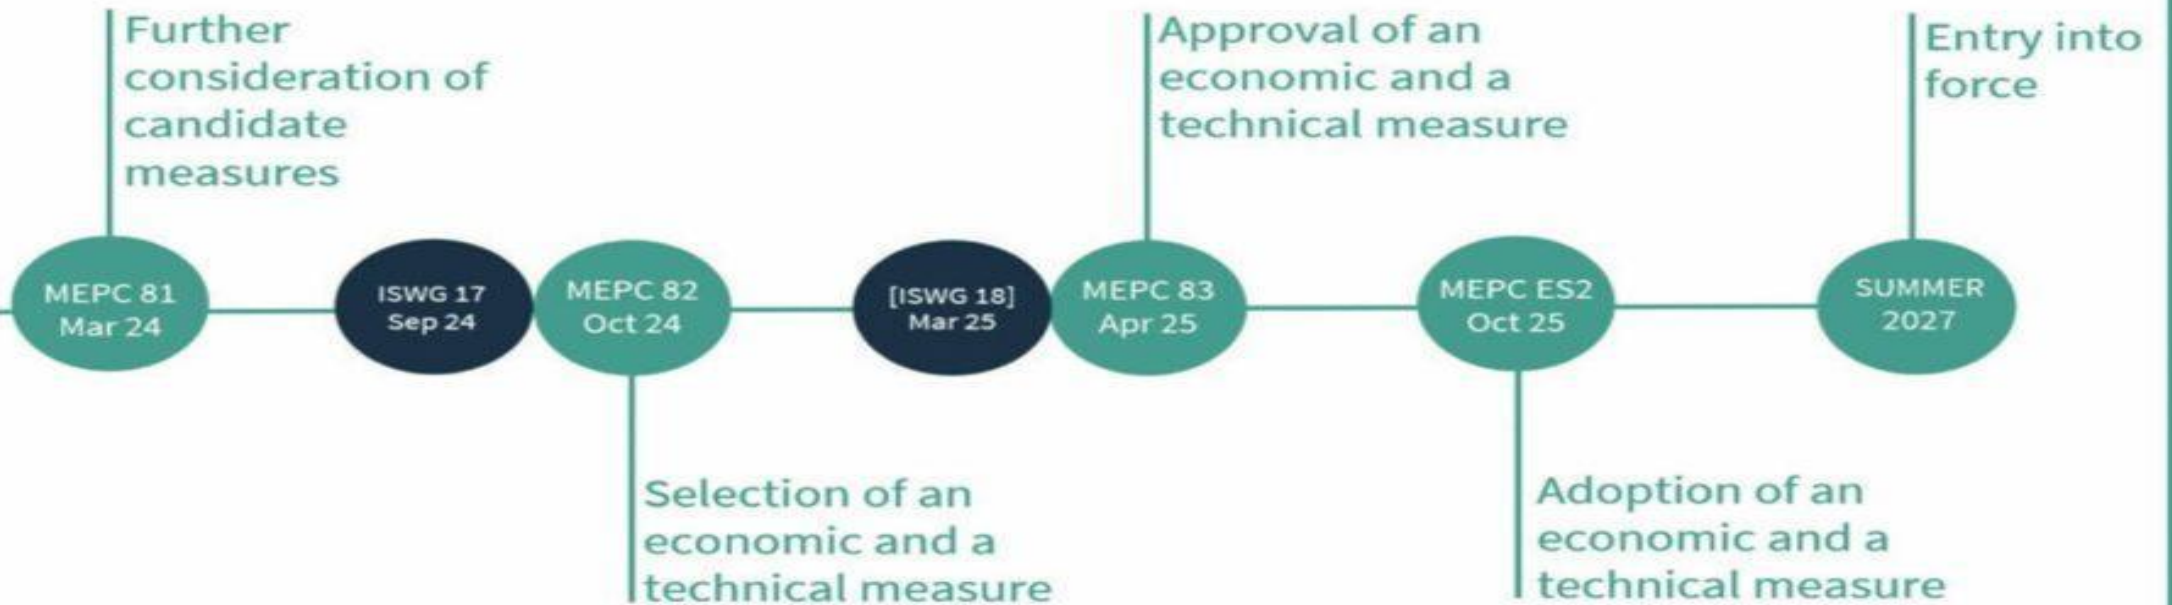 Further
consideration of
candidate
measures
Approval of an
economic and a
technical measure
Entry into
force
MEPC 81
Mar 24
ISWG 17
Sep 24
MEPC 82
Oct 24
[ISWG 18]
Mar 25
MEPC 83
Apr 25
MEPC ES2
Oct 25
SUMMER
2027
Selection of an
economic and a
technical measure
Adoption of an
economic and a
technical measure